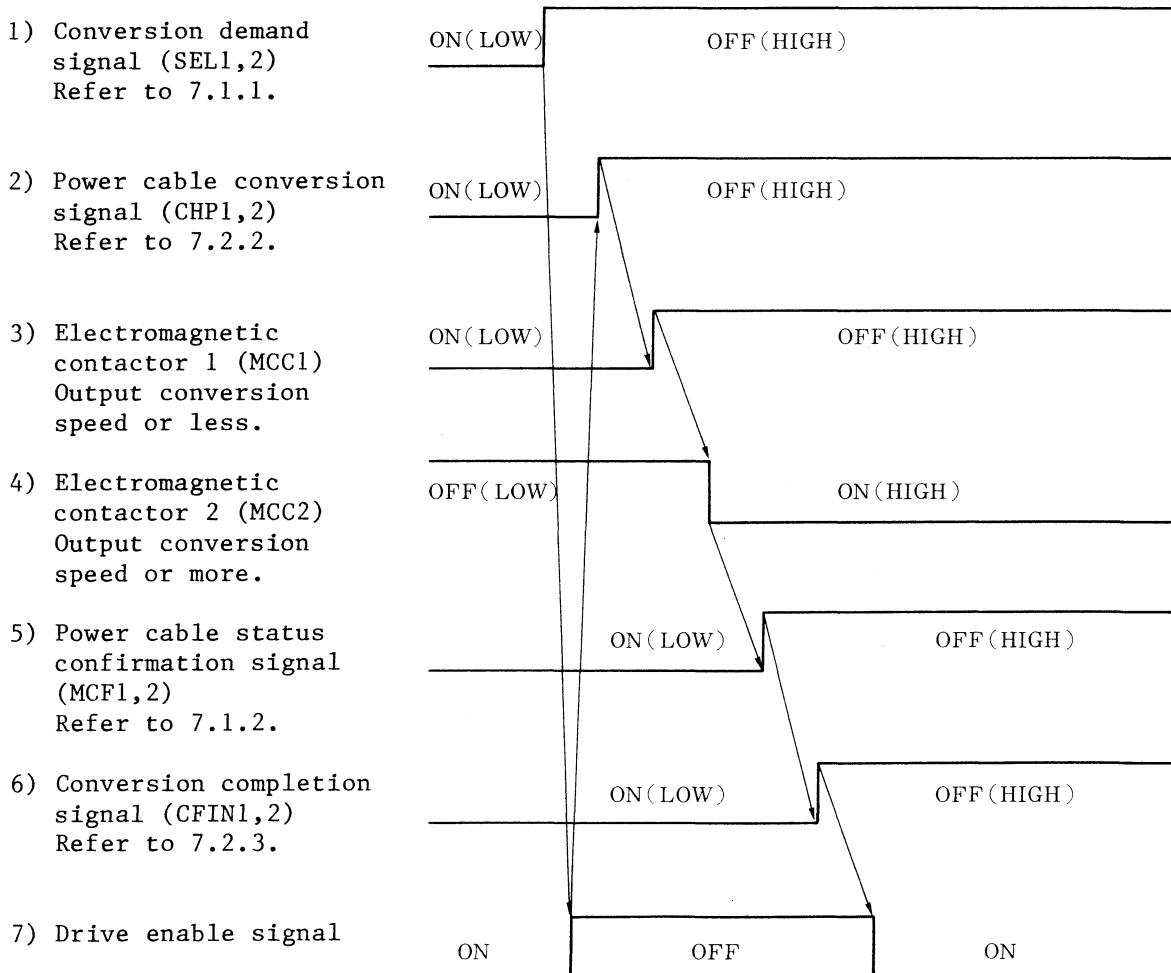 1) Conversion demand
signal (SEL1,2)
Refer to 7.1.1.
ON(LOW) OFF(HIGH)
2) Power cable conversion
signal (CHP1,2)
Refer to 7.2.2.
ON(LOW) OFF(HIGH)
3) Electromagnetic
contactor 1 (MCC1)
Output conversion
speed or less.
ON(LOW) OFF(HIGH)
4) Electromagnetic
contactor 2 (MCC2)
Output conversion
speed or more.
OFF(LOW) ON(HIGH)
5) Power cable status
confirmation signal
(MCF1,2)
Refer to 7.1.2.
ON(LOW) OFF(HIGH)
6) Conversion completion
signal (CFIN1,2)
Refer to 7.2.3.
ON(LOW) OFF(HIGH)
7) Drive enable signal
ON OFF ON